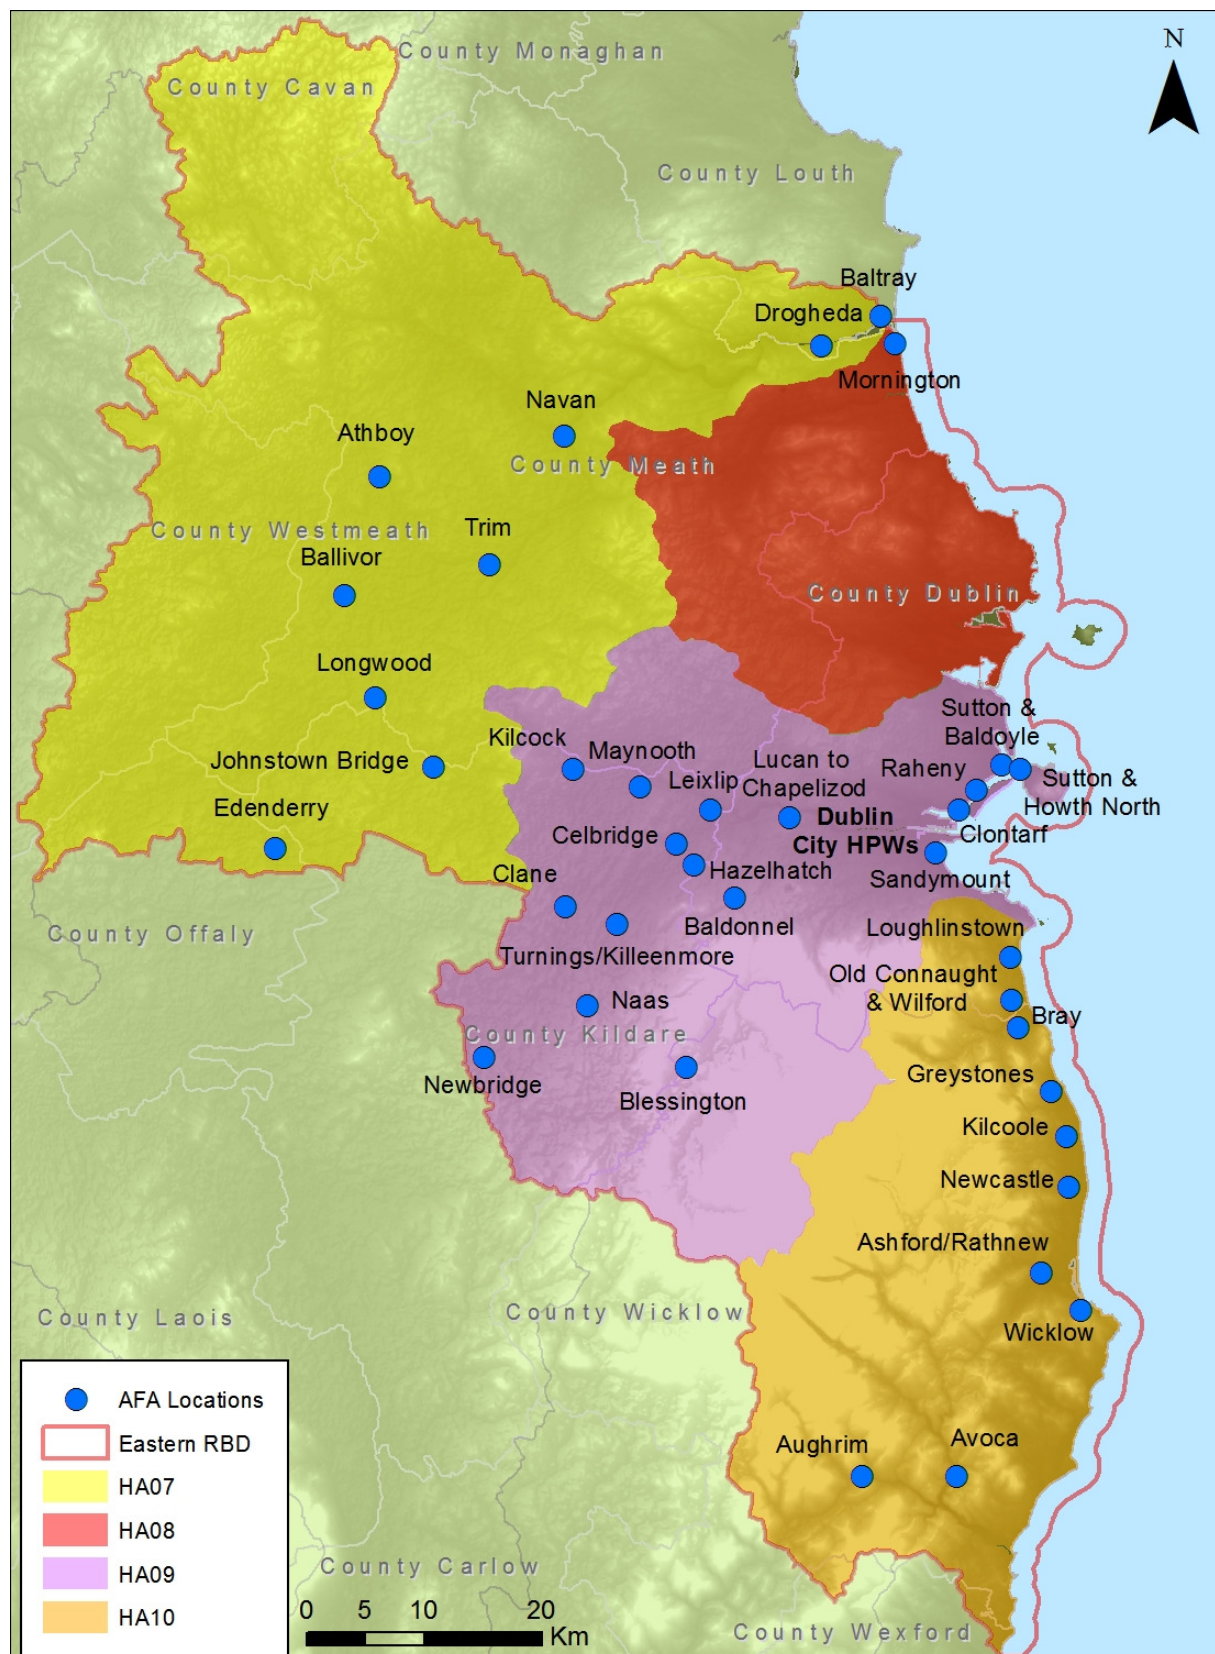 N
County Monaghan
County Cavan
County Louth
Baltray
Drogheda
Mornington
Navan
Athboy
County Meath
County Westmeath
Trim
Ballivor
County Dublin
Longwood
Sutton &
Baldoyle
Kilcock
Maynooth
Johnstown Bridge
Lucan to
Chapelizod
Raheny
Leixlip
Sutton &
Howth North
Edenderry
Dublin
City HPWs
Celbridge
Clontarf
Clane
Hazelhatch
Sandymount
Baldonnel
Loughlinstown
County Offaly
Turnings/Killeenmore
Old Connaught
& Wilford
Naas
Bray
County Kildare
Newbridge
Blessington
Greystones
Kilcoole
Newcastle
Ashford/Rathnew
County Wicklow
County Laois
Wicklow
Aughrim
Avoca
County Carlow
County Wexford
AFA Locations
Eastern RBD
HA07
HA08
HA09
HA10
0 5 10 20
Km